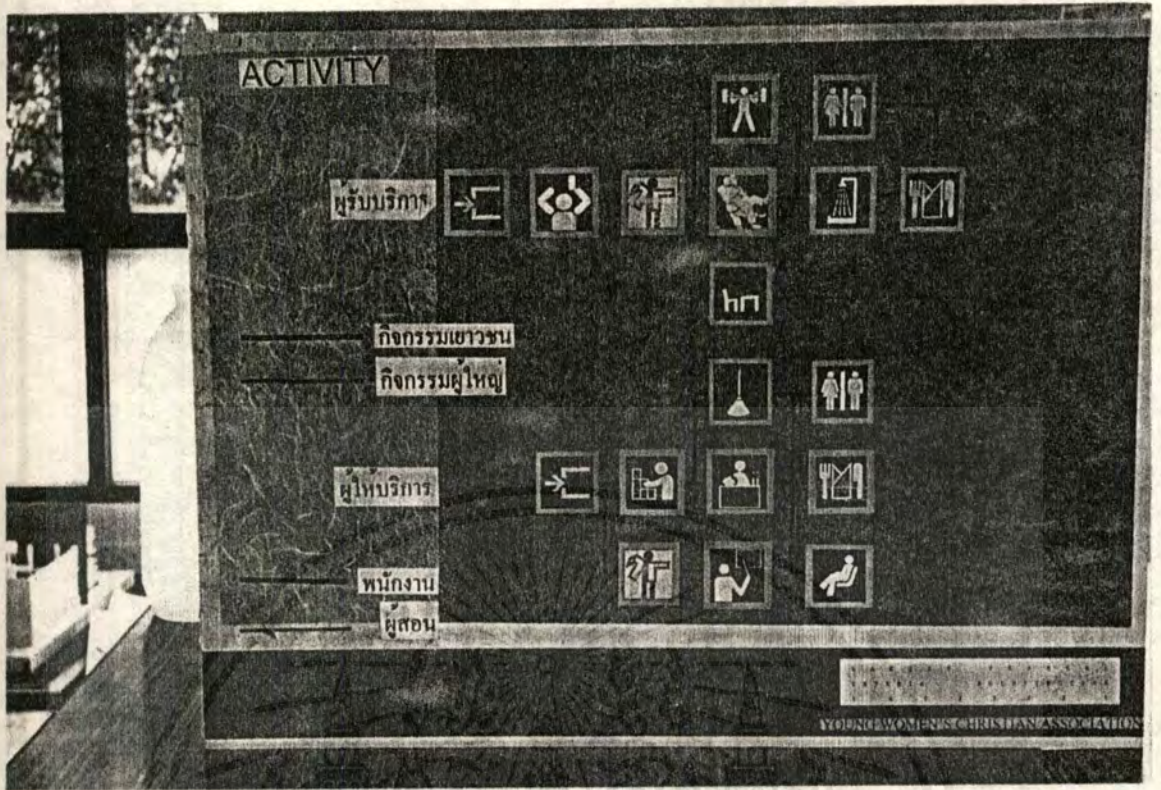 ACTIVITY
ผู้รับบริการ
กิจกรรมเยาวชน
กิจกรรมผู้ใหญ่
ผู้ให้บริการ
พนักงาน
ผู้สอน
YOUNG WOMEN'S CHRISTIAN ASSOCIATION